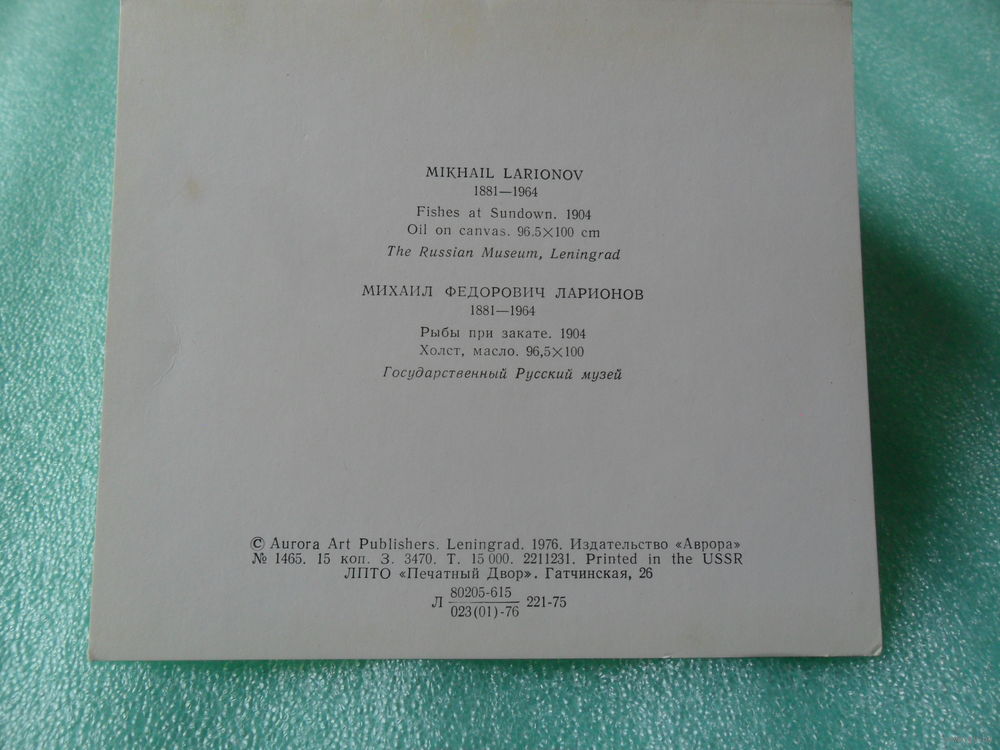 MIKHAIL LARIONOV
1881—1964
Fishes at Sundown. 1904
Oil on canvas. 96.5×100 cm
The Russian Museum, Leningrad
МИХАИЛ ФЕДОРОВИЧ ЛАРИОНОВ
1881—1964
Рыбы при закате. 1904
Холст, масло. 96,5×100
Государственный Русский музей
© Aurora Art Publishers. Leningrad. 1976. Издательство «Аврора»
№ 1465. 15 коп. З. 3470. Т. 15 000. 2211231. Printed in the USSR
ЛПТО «Печатный Двор». Гатчинская, 26
80205-615
Л 221-75
023(01)-76